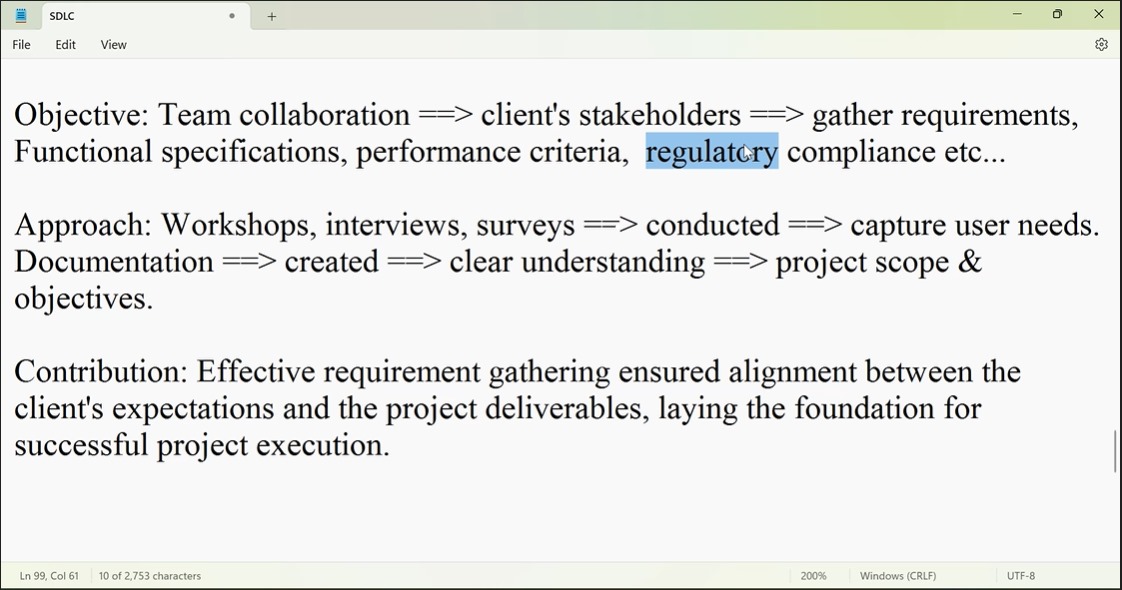 SDLC
File Edit View
Objective: Team collaboration ==> client's stakeholders ==> gather requirements,
Functional specifications, performance criteria,  regulatory compliance etc...
Approach: Workshops, interviews, surveys ==> conducted ==> capture user needs.
Documentation ==> created ==> clear understanding ==> project scope &
objectives.
Contribution: Effective requirement gathering ensured alignment between the
client's expectations and the project deliverables, laying the foundation for
successful project execution.
Ln 99, Col 61 10 of 2,753 characters 200% Windows (CRLF) UTF-8